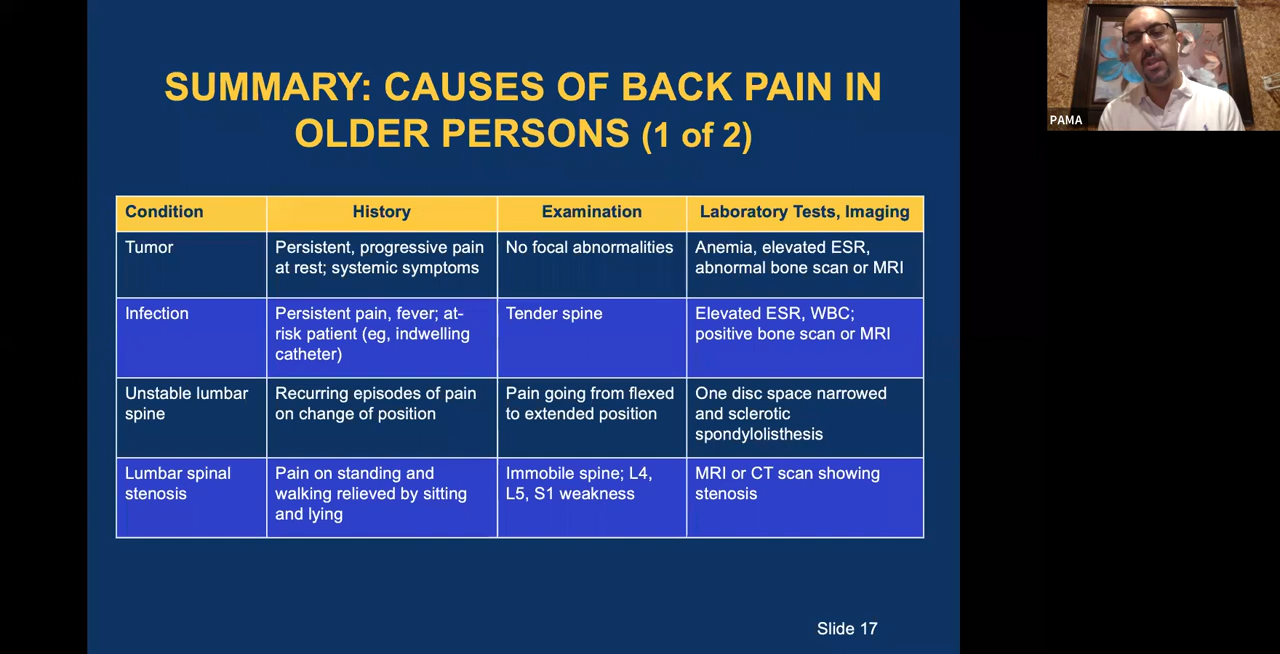 SUMMARY: CAUSES OF BACK PAIN IN
OLDER PERSONS (1 of 2)
PAMA
Condition
History
Examination
Laboratory Tests, Imaging
Tumor
Persistent, progressive pain
at rest; systemic symptoms
No focal abnormalities
Anemia, elevated ESR,
abnormal bone scan or MRI
Infection
Persistent pain, fever; at-
risk patient (eg, indwelling
catheter)
Tender spine
Elevated ESR, WBC;
positive bone scan or MRI
Unstable lumbar
spine
Recurring episodes of pain
on change of position
Pain going from flexed
to extended position
One disc space narrowed
and sclerotic
spondylolisthesis
Lumbar spinal
stenosis
Pain on standing and
walking relieved by sitting
and lying
Immobile spine; L4,
L5, S1 weakness
MRI or CT scan showing
stenosis
Slide 17